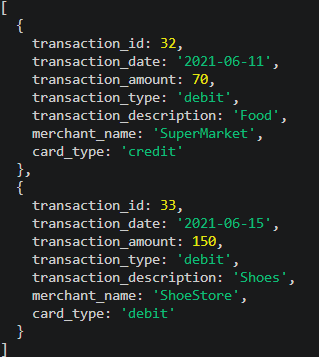 [
  {
    transaction_id: 32,
    transaction_date: '2021-06-11',
    transaction_amount: 70,
    transaction_type: 'debit',
    transaction_description: 'Food',
    merchant_name: 'SuperMarket',
    card_type: 'credit'
  },
  {
    transaction_id: 33,
    transaction_date: '2021-06-15',
    transaction_amount: 150,
    transaction_type: 'debit',
    transaction_description: 'Shoes',
    merchant_name: 'ShoeStore',
    card_type: 'debit'
  }
]